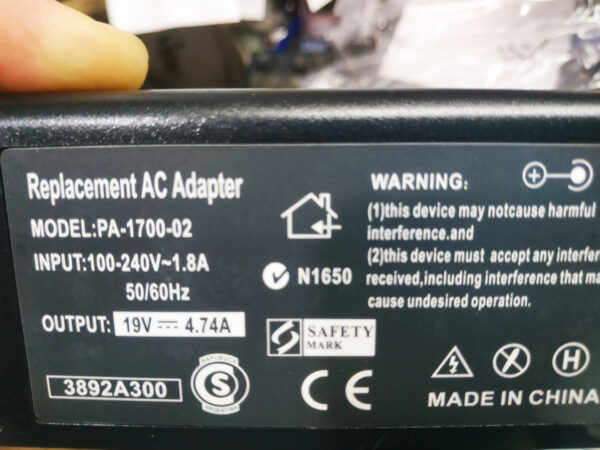 Replacement AC Adapter
MODEL:PA-1700-02
INPUT:100-240V~1.8A
50/60Hz
OUTPUT: 19V ⎓ 4.74A
3892A300
S
ARGENTINA
N1650
SAFETY
MARK
CE
WARNING:
(1)this device may notcause harmful
interference.and
(2)this device must accept any interfer
received,including interference that ma
cause undesired operation.
H
MADE IN CHINA